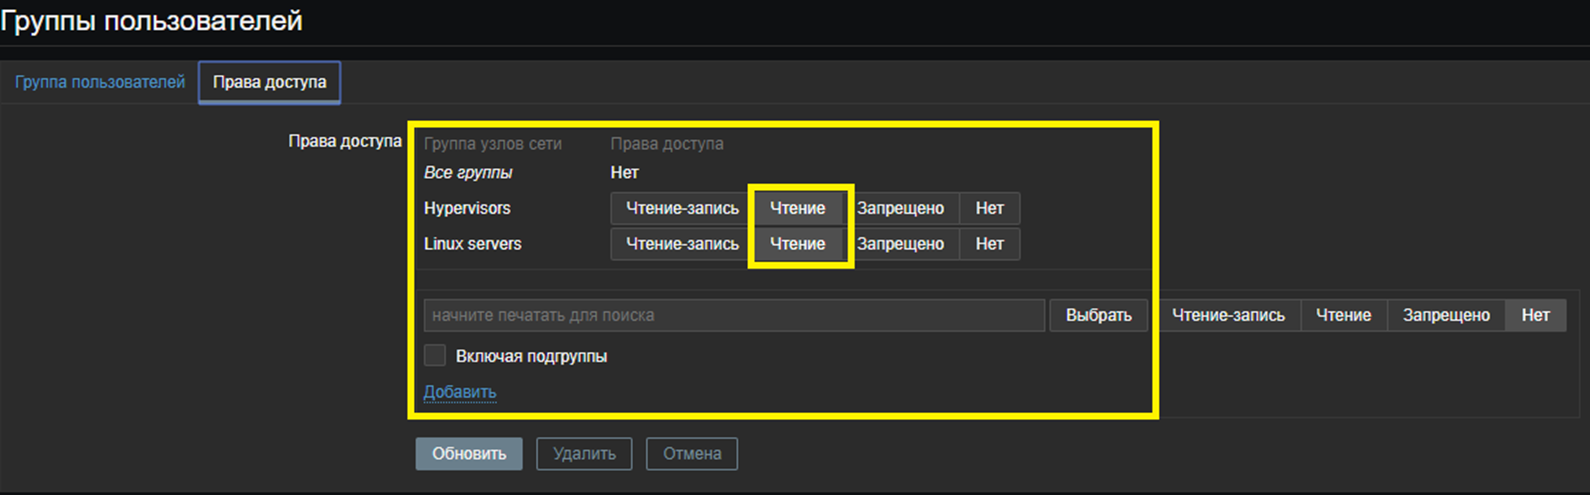 Группы пользователей
Группа пользователей Права доступа
Права доступа Группа узлов сети Права доступа
Все группы Нет
Hypervisors Чтение-запись Чтение Запрещено Нет
Linux servers Чтение-запись Чтение Запрещено Нет
начните печатать для поиска Выбрать Чтение-запись Чтение Запрещено Нет
Включая подгруппы
Добавить
Обновить Удалить Отмена